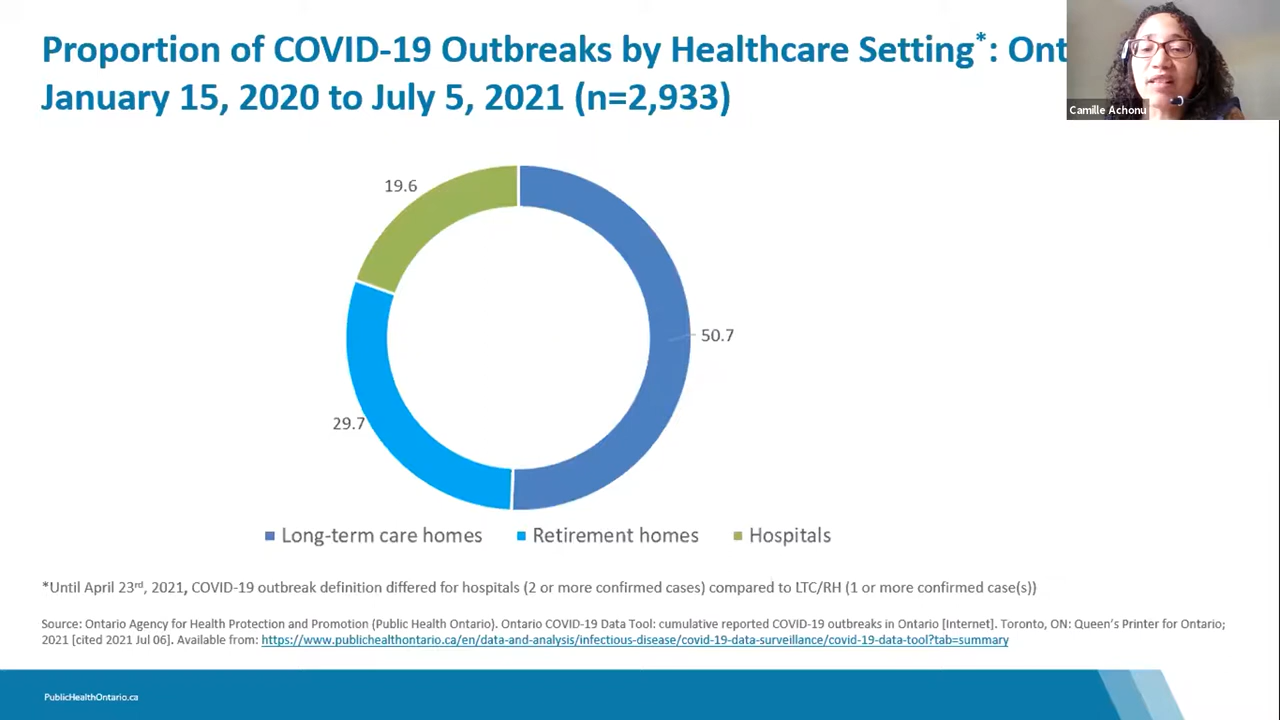 Proportion of COVID-19 Outbreaks by Healthcare Setting*: Ont
January 15, 2020 to July 5, 2021 (n=2,933)
Camille Achonu
19.6
50.7
29.7
Long-term care homes Retirement homes Hospitals
*Until April 23rd, 2021, COVID-19 outbreak definition differed for hospitals (2 or more confirmed cases) compared to LTC/RH (1 or more confirmed case(s))
Source: Ontario Agency for Health Protection and Promotion (Public Health Ontario). Ontario COVID-19 Data Tool: cumulative reported COVID-19 outbreaks in Ontario [Internet]. Toronto, ON: Queen's Printer for Ontario;
2021 [cited 2021 Jul 06]. Available from: https://www.publichealthontario.ca/en/data-and-analysis/infectious-disease/covid-19-data-surveillance/covid-19-data-tool?tab=summary
PublicHealthOntario.ca